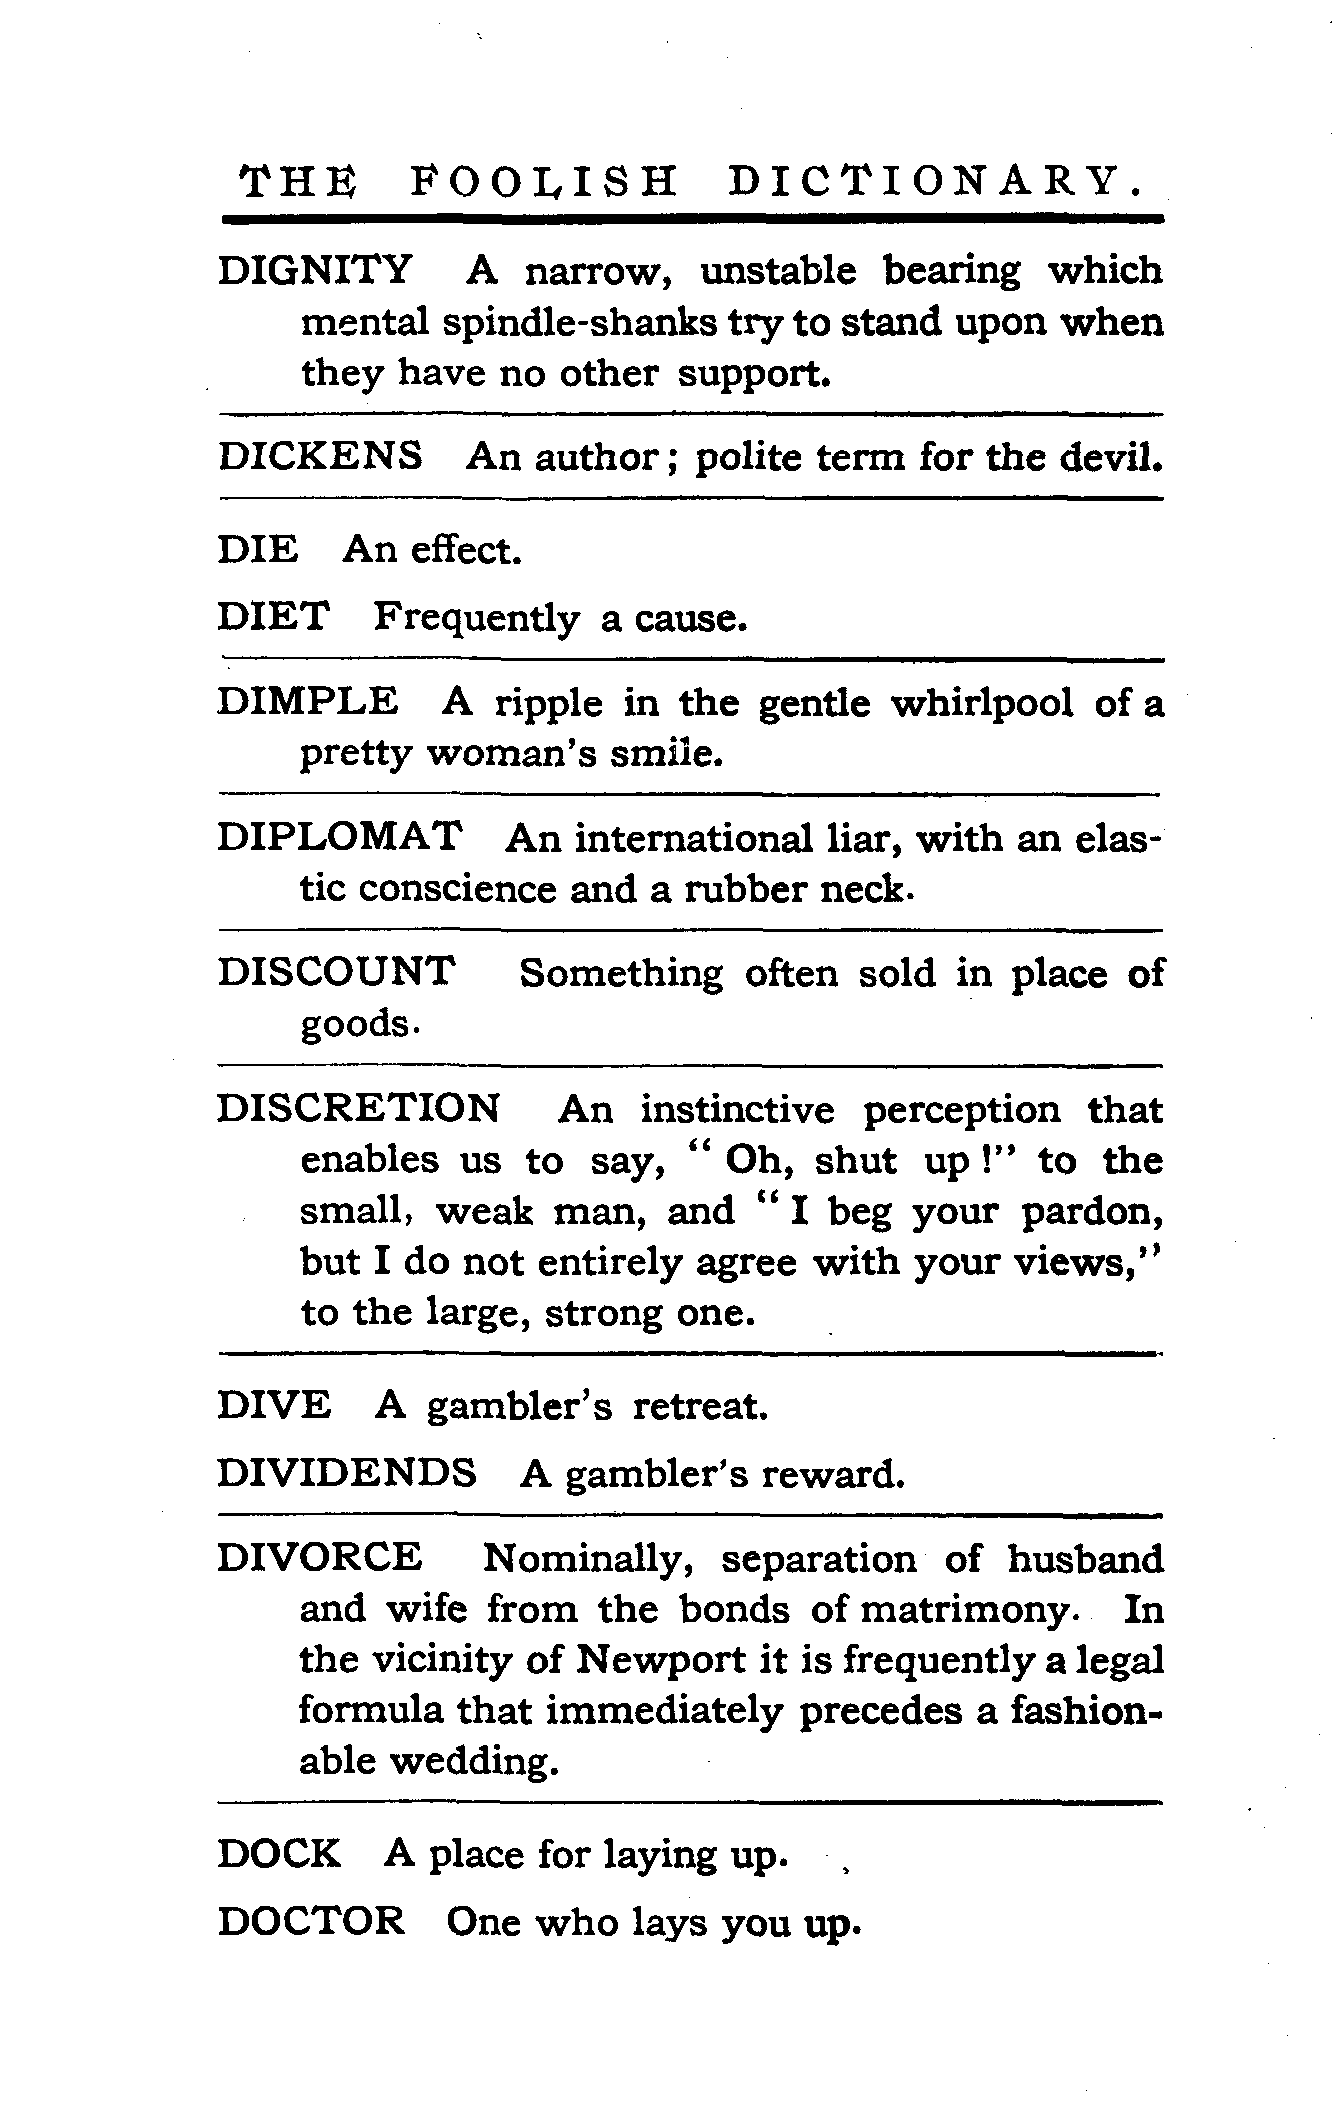 THE FOOLISH DICTIONARY.
DIGNITY A narrow, unstable bearing which
mental spindle-shanks try to stand upon when
they have no other support.
DICKENS An author; polite term for the devil.
DIE An effect.
DIET Frequently a cause.
DIMPLE A ripple in the gentle whirlpool of a
pretty woman's smile.
DIPLOMAT An international liar, with an elas-
tic conscience and a rubber neck.
DISCOUNT Something often sold in place of
goods.
DISCRETION An instinctive perception that
enables us to say, “ Oh, shut up !” to the
small, weak man, and “ I beg your pardon,
but I do not entirely agree with your views,”
to the large, strong one.
DIVE A gambler's retreat.
DIVIDENDS A gambler's reward.
DIVORCE Nominally, separation of husband
and wife from the bonds of matrimony. In
the vicinity of Newport it is frequently a legal
formula that immediately precedes a fashion-
able wedding.
DOCK A place for laying up.
DOCTOR One who lays you up.